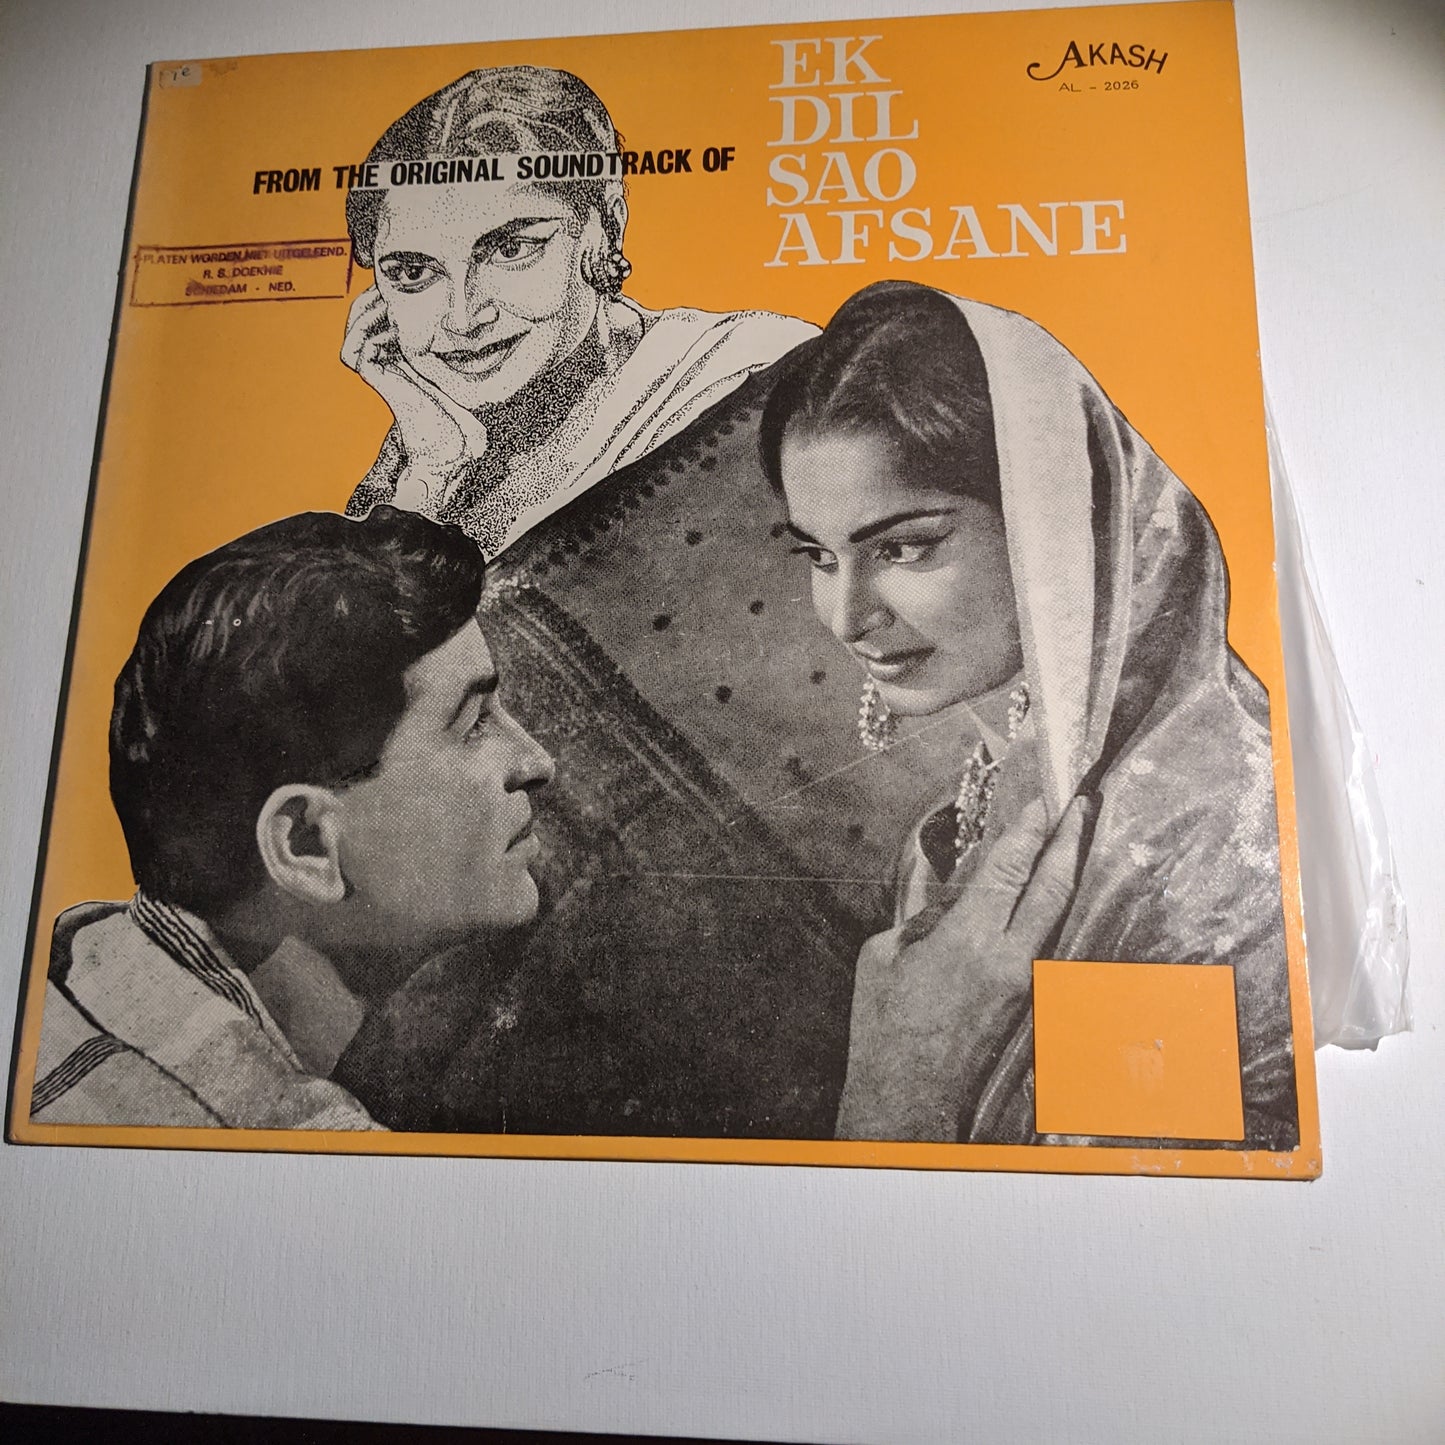 EK
DIL
SAO
AFSANE
AKASH
AL - 2026
FROM THE ORIGINAL SOUNDTRACK OF
PLATEN WORDEN NIET UITGELEEND.
R. S. DOEKHIE
SCHIEDAM - NED.